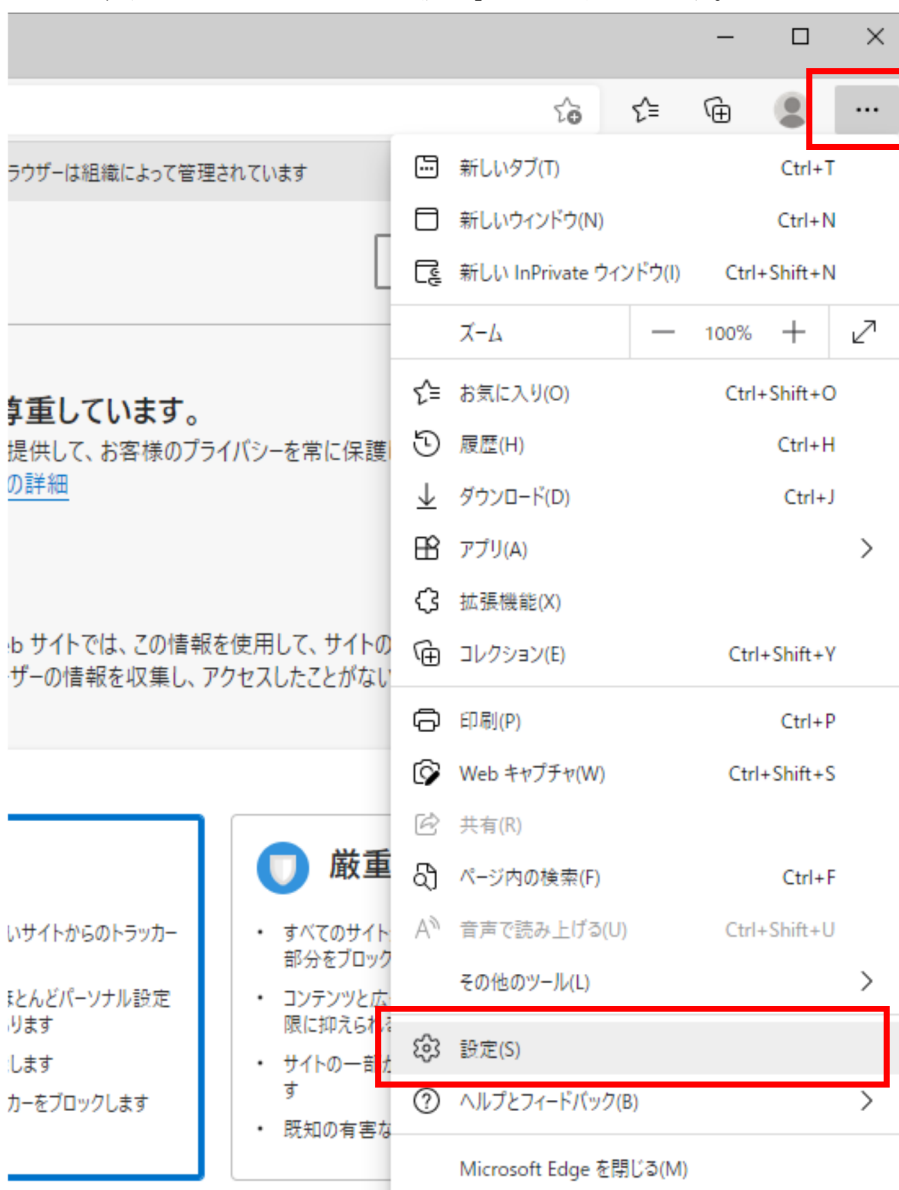 ラウザーは組織によって管理されています
新しいタブ(T) Ctrl+T
新しいウィンドウ(N) Ctrl+N
新しい InPrivate ウィンドウ(I) Ctrl+Shift+N
ズーム 100%
お気に入り(O) Ctrl+Shift+O
履歴(H) Ctrl+H
ダウンロード(D) Ctrl+J
アプリ(A)
拡張機能(X)
コレクション(E) Ctrl+Shift+Y
印刷(P) Ctrl+P
Web キャプチャ(W) Ctrl+Shift+S
共有(R)
ページ内の検索(F) Ctrl+F
音声で読み上げる(U) Ctrl+Shift+U
その他のツール(L)
設定(S)
ヘルプとフィードバック(B)
Microsoft Edge を閉じる(M)
尊重しています。
提供して、お客様のプライバシーを常に保護
の詳細
eb サイトでは、この情報を使用して、サイトの
ーザーの情報を収集し、アクセスしたことがない
いサイトからのトラッカー
ほとんどパーソナル設定
ります
します
カーをブロックします
厳重
・ すべてのサイト
部分をブロック
・ コンテンツと広
限に抑えられ
・ サイトの一部が
す
・ 既知の有害な